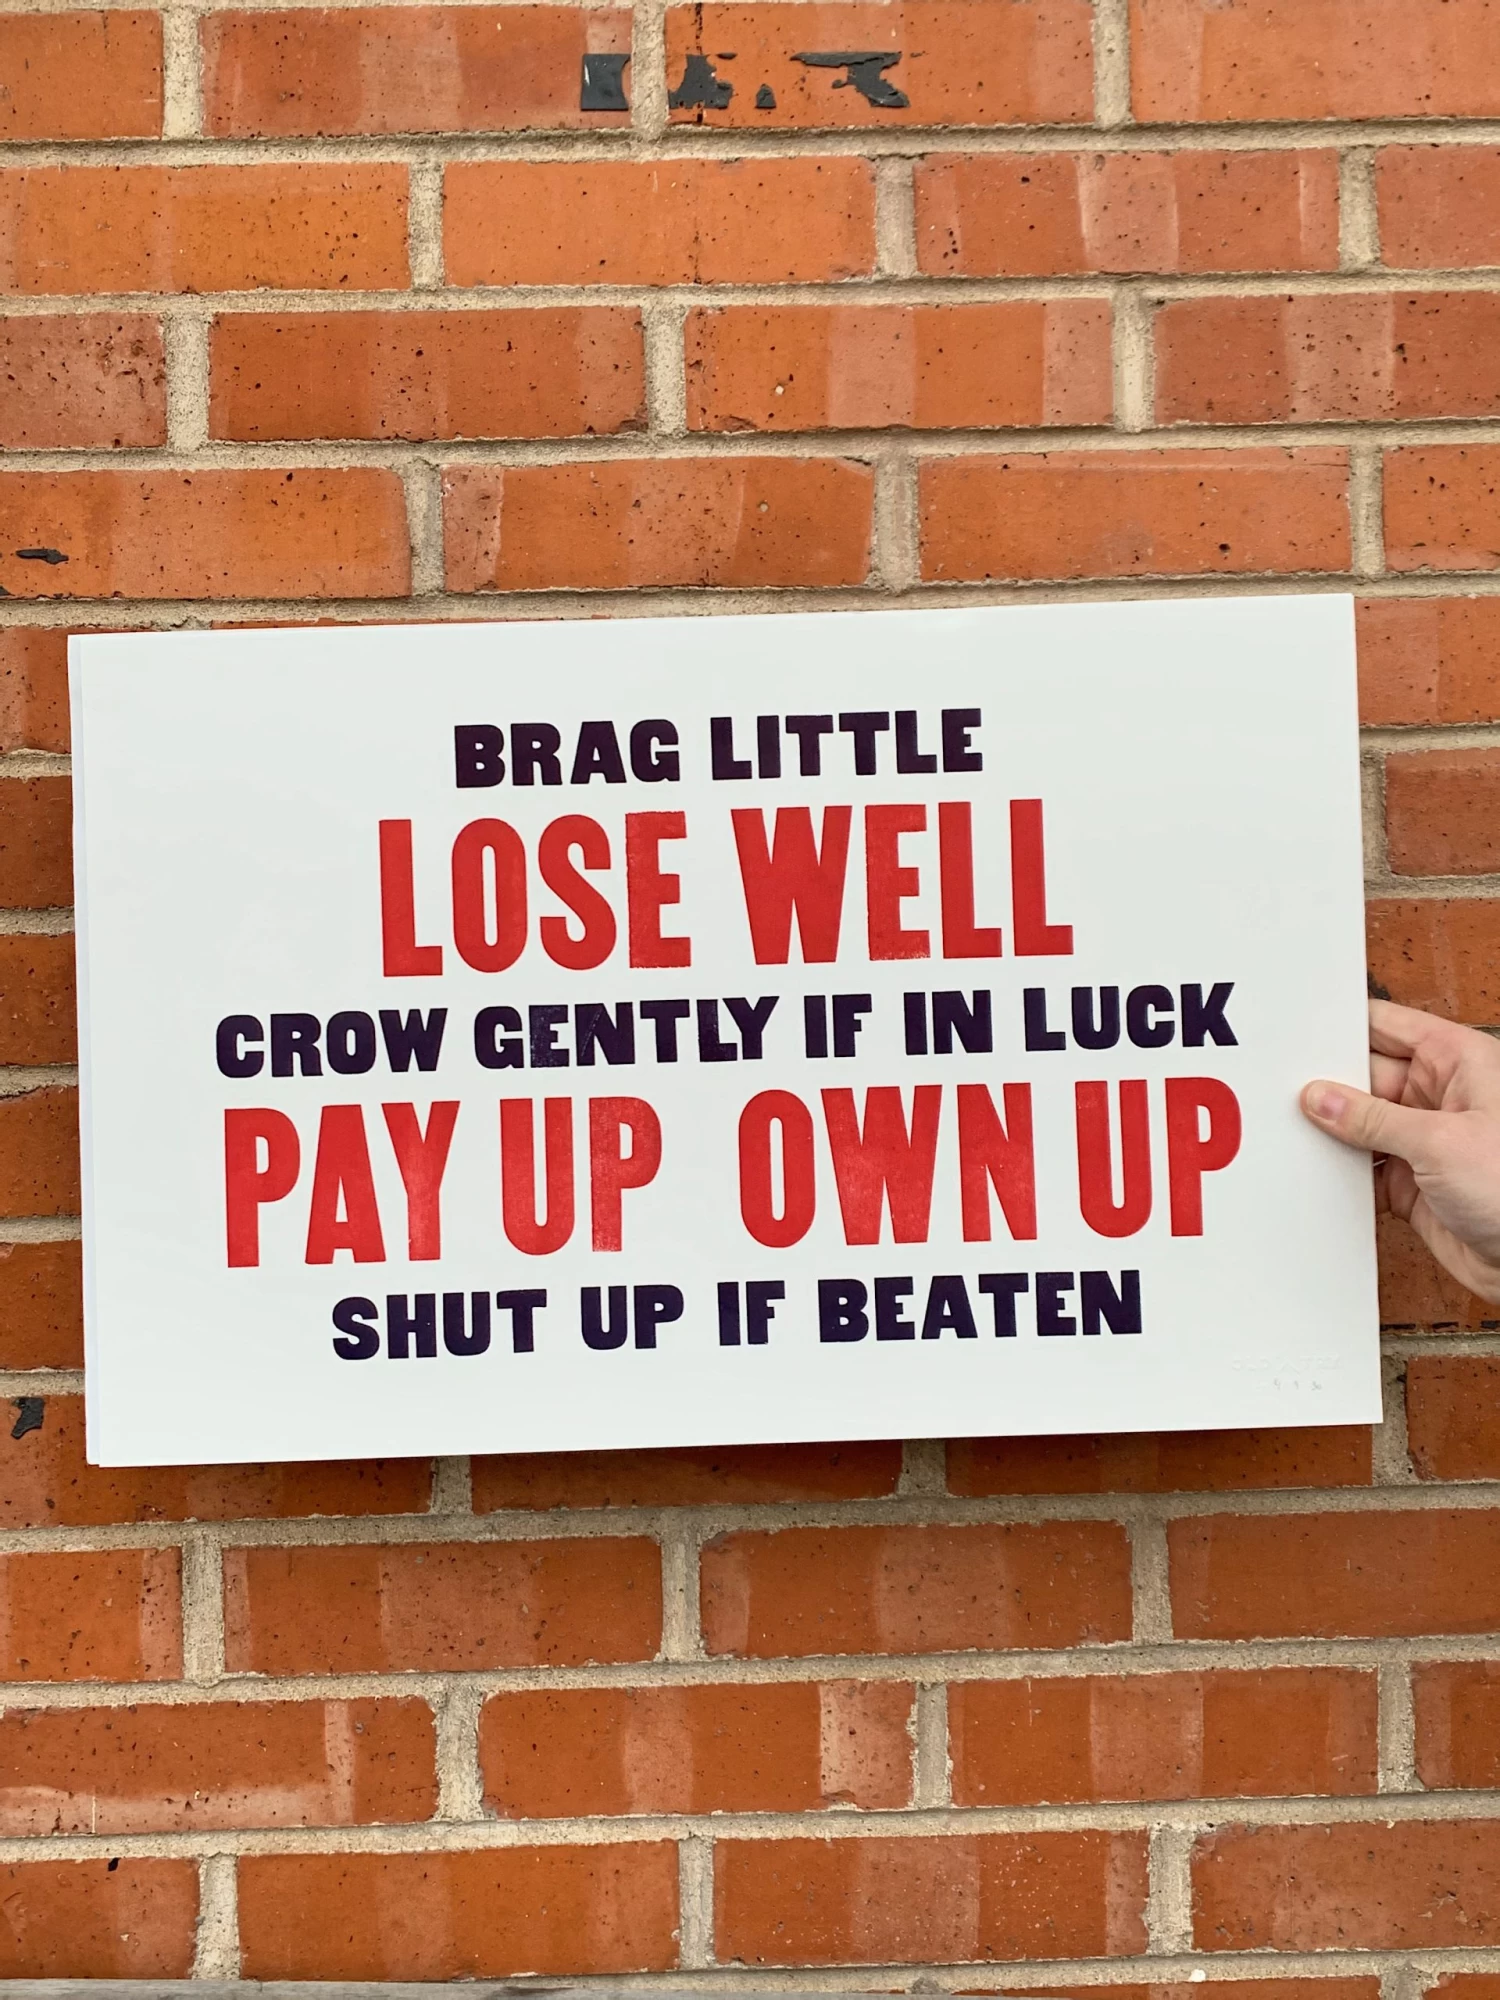 BRAG LITTLE
LOSE WELL
CROW GENTLY IF IN LUCK
PAY UP OWN UP
SHUT UP IF BEATEN